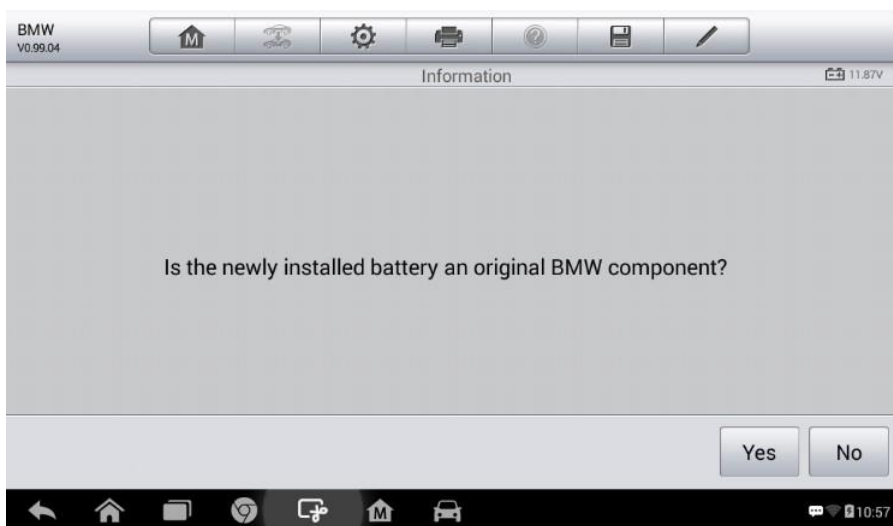 BMW
V0.99.04
M
Information
11.87V
Is the newly installed battery an original BMW component?
Yes
No
M
10:57